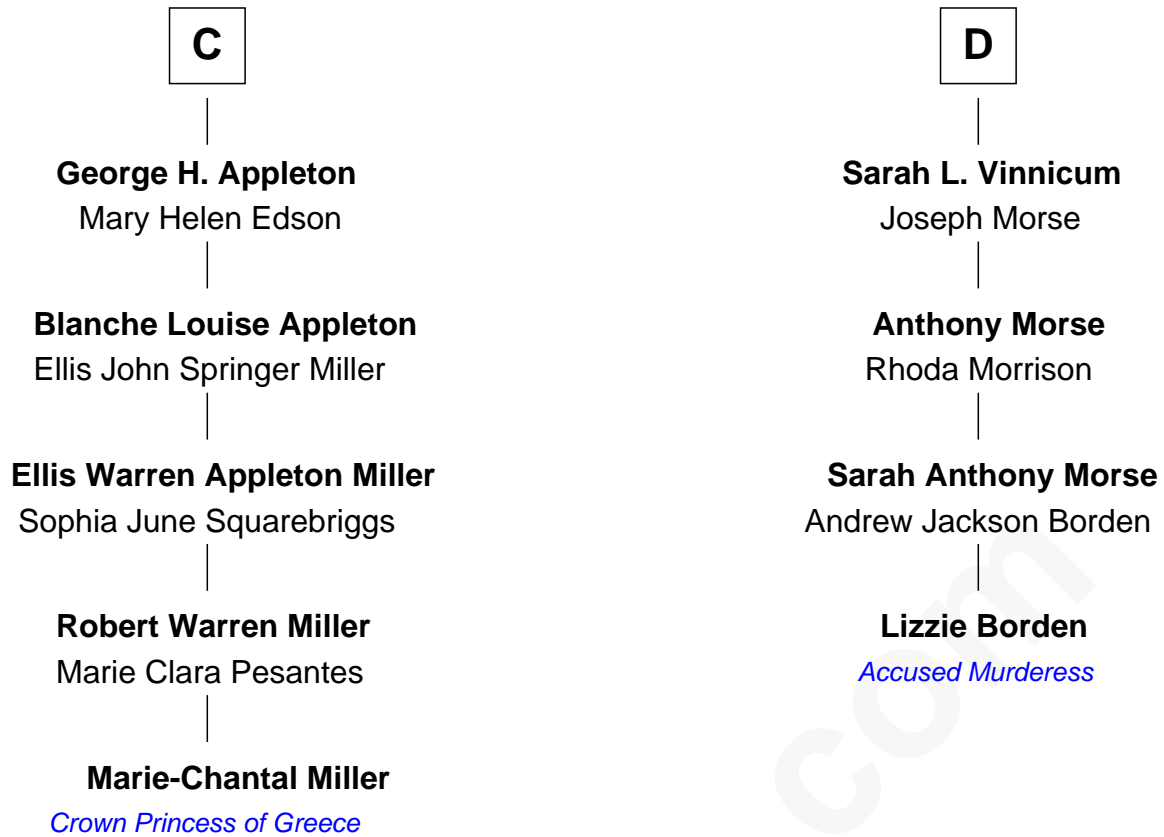 C
George H. Appleton
Mary Helen Edson
Blanche Louise Appleton
Ellis John Springer Miller
Ellis Warren Appleton Miller
Sophia June Squarebriggs
Robert Warren Miller
Marie Clara Pesantes
Marie-Chantal Miller
Crown Princess of Greece
D
Sarah L. Vinnicum
Joseph Morse
Anthony Morse
Rhoda Morrison
Sarah Anthony Morse
Andrew Jackson Borden
Lizzie Borden
Accused Murderess
com